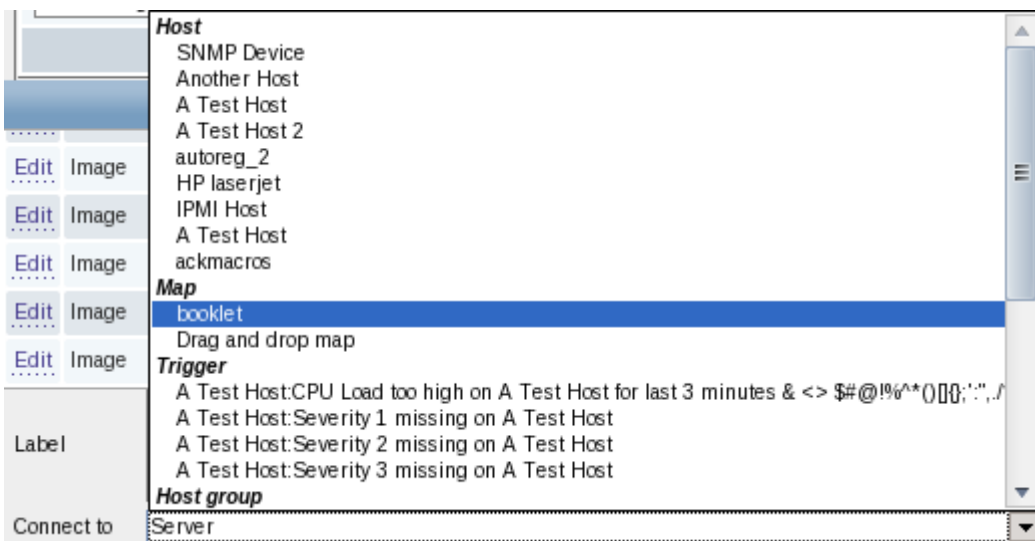 Host
SNMP Device
Another Host
A Test Host
A Test Host 2
autoreg_2
Edit Image
HP laserjet
IPMI Host
Edit Image
A Test Host
Edit Image
ackmacros
Map
Edit Image
booklet
Drag and drop map
Edit Image
Trigger
A Test Host:CPU Load too high on A Test Host for last 3 minutes & <> $#@!%^*()[]{};':",./
A Test Host:Severity 1 missing on A Test Host
Label
A Test Host:Severity 2 missing on A Test Host
A Test Host:Severity 3 missing on A Test Host
Host group
Connect to Server